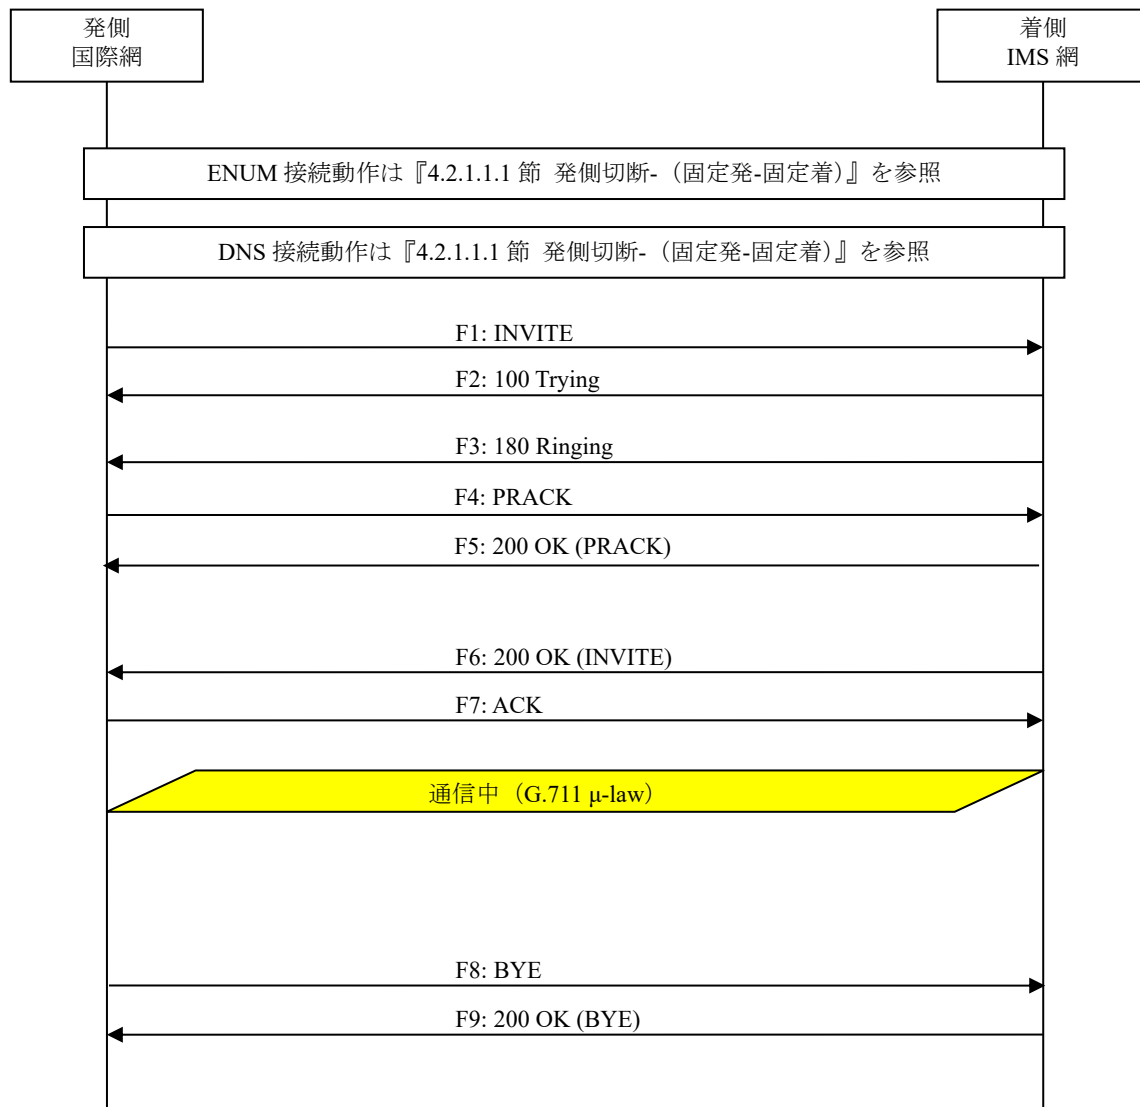 発側
国際網
着側
IMS 網
ENUM 接続動作は『4.2.1.1.1 節 発側切断-（固定発-固定着）』を参照
DNS 接続動作は『4.2.1.1.1 節 発側切断-（固定発-固定着）』を参照
F1: INVITE
F2: 100 Trying
F3: 180 Ringing
F4: PRACK
F5: 200 OK (PRACK)
F6: 200 OK (INVITE)
F7: ACK
通信中（G.711 μ-law）
F8: BYE
F9: 200 OK (BYE)